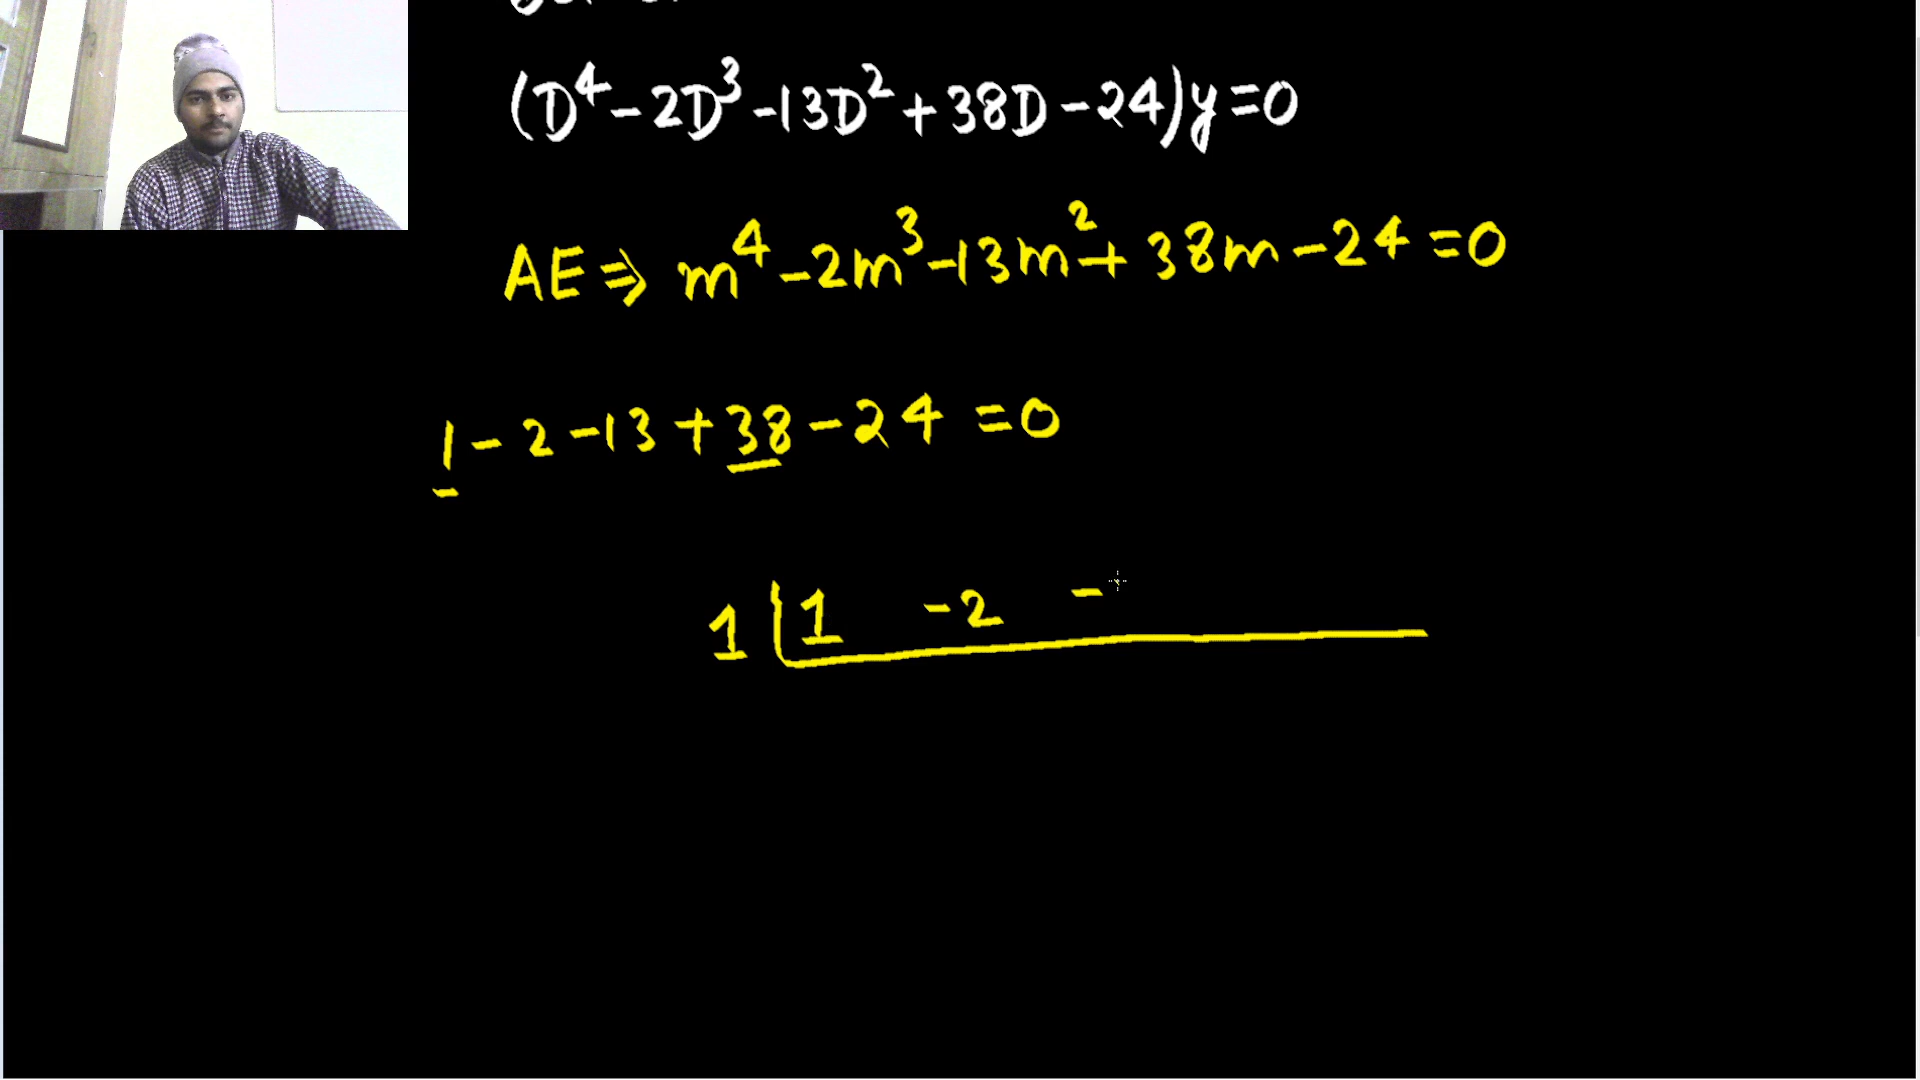 (D⁴-2D³-13D²+38D-24)y=0
AE⇒ m⁴-2m³-13m²+38m-24=0
1-2-13+38-24=0
1 | 1 -2 -